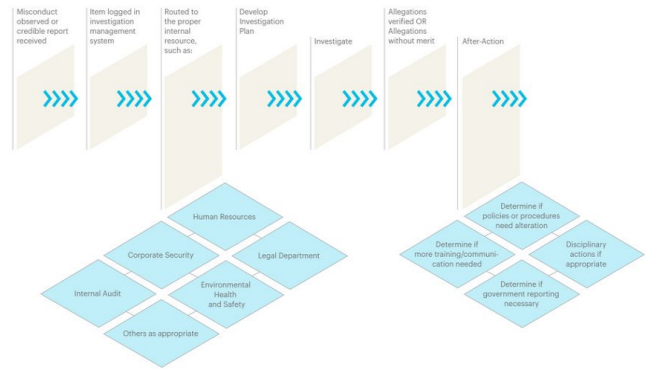 Misconduct
observed or
credible report
received
Item logged in
investigation
management
system
Routed to
the proper
internal
resource,
such as:
Develop
Investigation
Plan
Investigate
Allegations
verified OR
Allegations
without merit
After-Action
Human Resources
Corporate Security
Legal Department
Internal Audit
Environmental
Health
and Safety
Others as appropriate
Determine if
policies or procedures
need alteration
Determine if
more training/communi-
cation needed
Disciplinary
actions if
appropriate
Determine if
government reporting
necessary